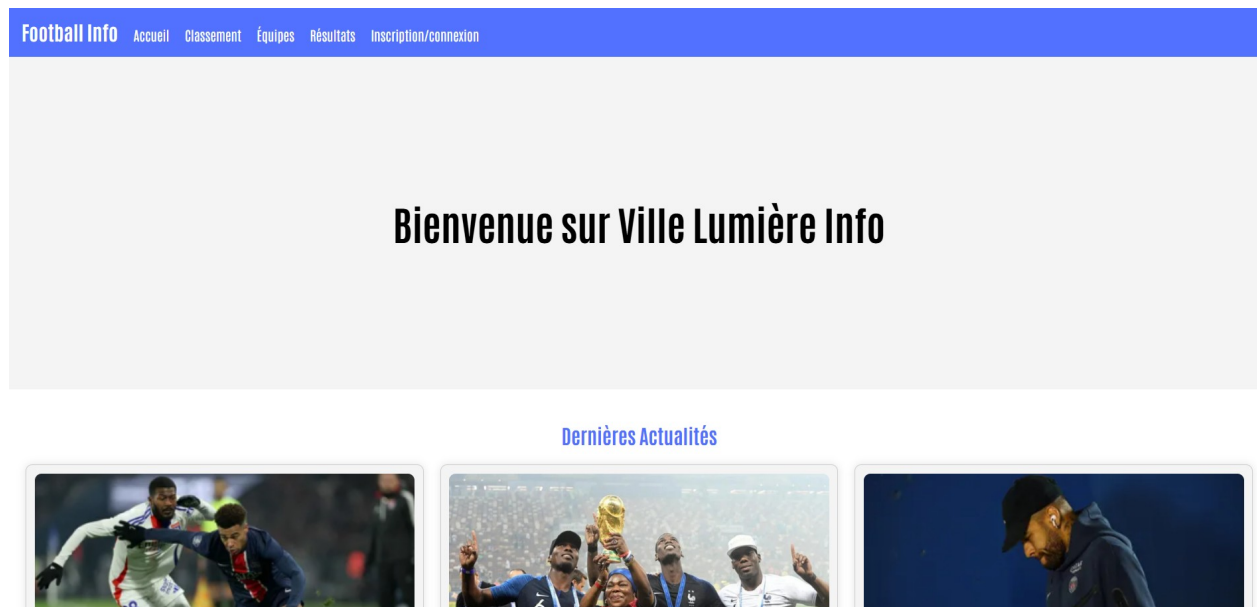 Football Info Accueil Classement Équipes Résultats Inscription/connexion
Bienvenue sur Ville Lumière Info
Dernières Actualités